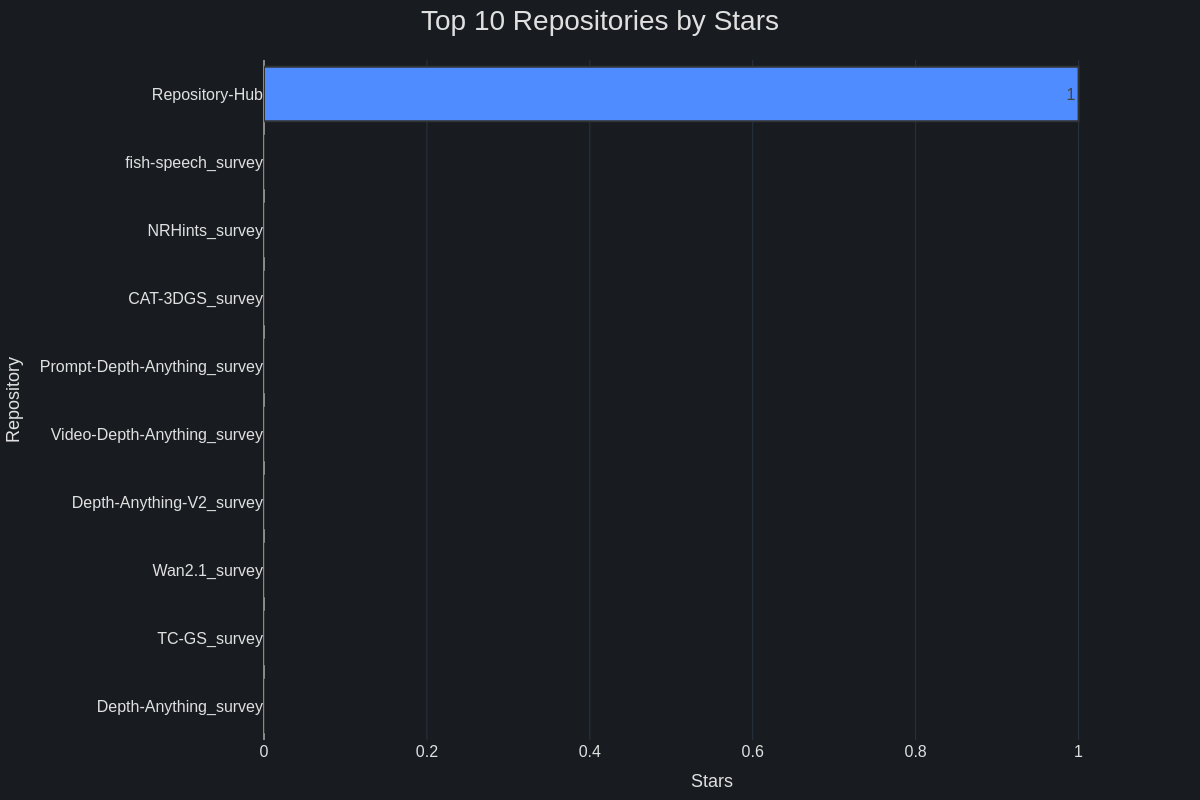 Top 10 Repositories by Stars
Repository
Repository-Hub
1
fish-speech_survey
NRHints_survey
CAT-3DGS_survey
Prompt-Depth-Anything_survey
Video-Depth-Anything_survey
Depth-Anything-V2_survey
Wan2.1_survey
TC-GS_survey
Depth-Anything_survey
0 0.2 0.4 0.6 0.8 1
Stars